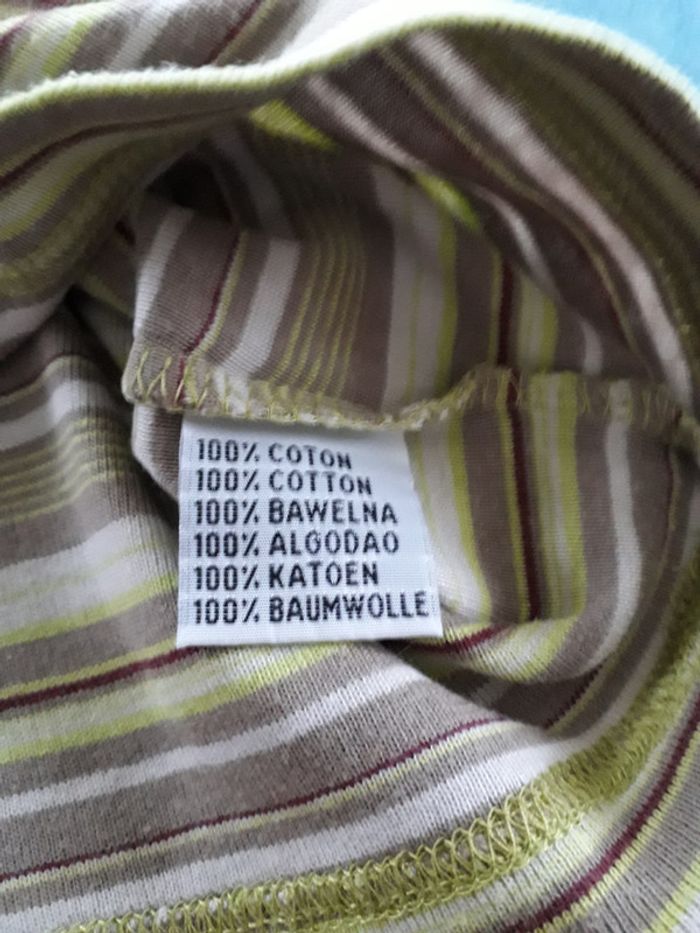 100% COTON
100% COTTON
100% BAWELNA
100% ALGODAO
100% KATOEN
100% BAUMWOLLE